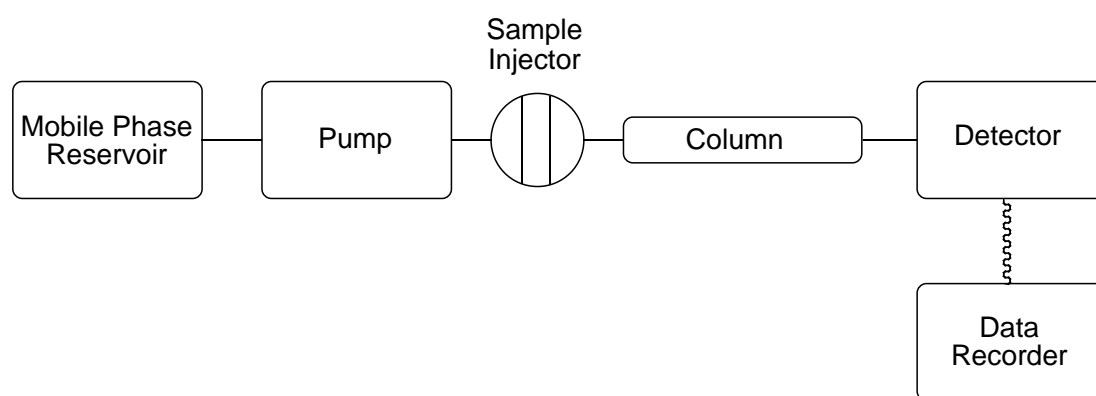 Sample
Injector
Mobile Phase
Reservoir
Pump
Column
Detector
Data
Recorder